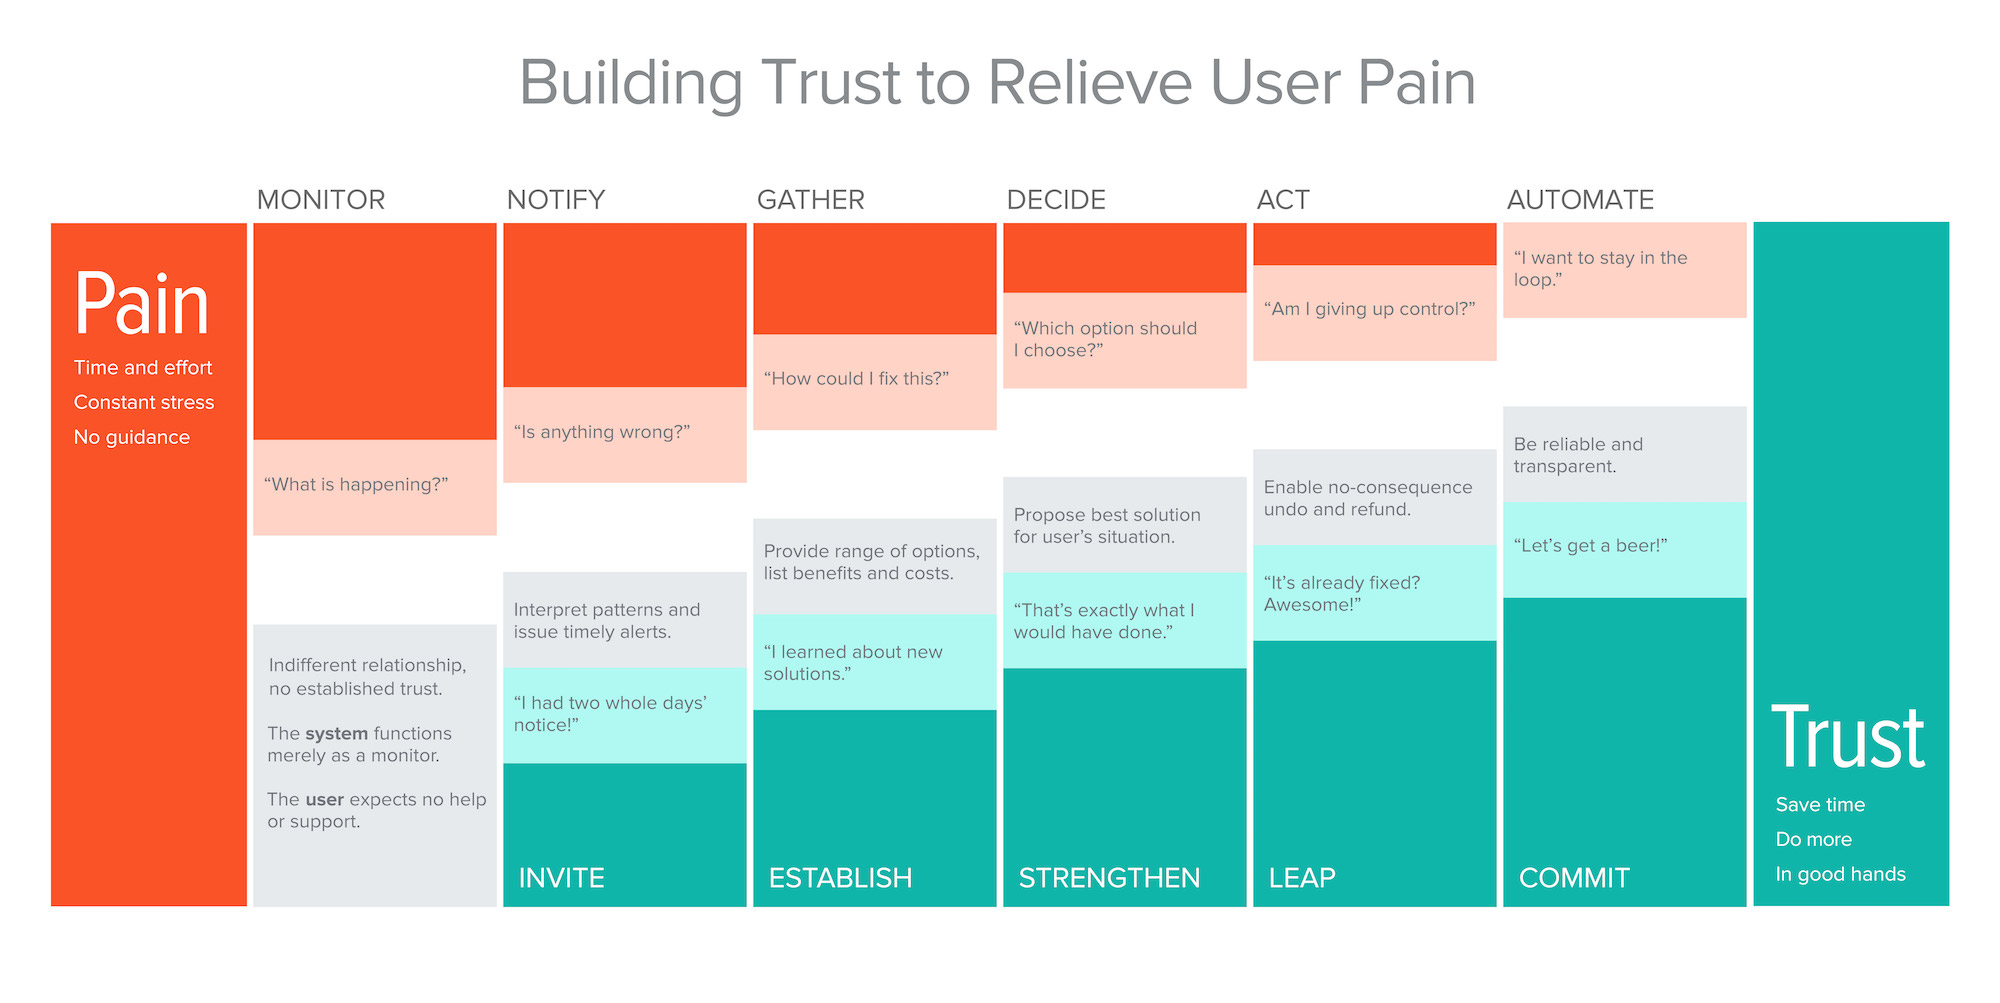 Building Trust to Relieve User Pain
Pain
Time and effort
Constant stress
No guidance
MONITOR
“What is happening?”
Indifferent relationship,
no established trust.
The system functions
merely as a monitor.
The user expects no help
or support.
NOTIFY
“Is anything wrong?”
Interpret patterns and
issue timely alerts.
“I had two whole days’
notice!”
INVITE
GATHER
“How could I fix this?”
Provide range of options,
list benefits and costs.
“I learned about new
solutions.”
ESTABLISH
DECIDE
“Which option should
I choose?”
Propose best solution
for user’s situation.
“That’s exactly what I
would have done.”
STRENGTHEN
ACT
“Am I giving up control?”
Enable no-consequence
undo and refund.
“It’s already fixed?
Awesome!”
LEAP
AUTOMATE
“I want to stay in the
loop.”
Be reliable and
transparent.
“Let’s get a beer!”
COMMIT
Trust
Save time
Do more
In good hands